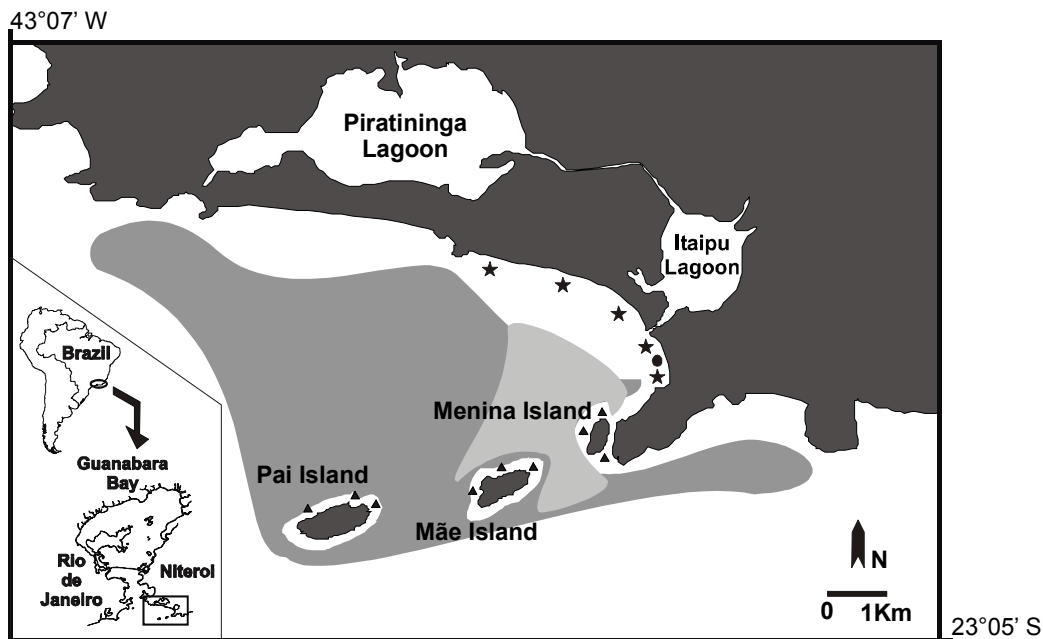 43°07' W
Piratininga
Lagoon
Itaipu
Lagoon
Brazil
Menina Island
Guanabara
Bay
Pai Island
Mãe Island
Rio
de
Janeiro
Niteroi
N
0 1Km
23°05' S